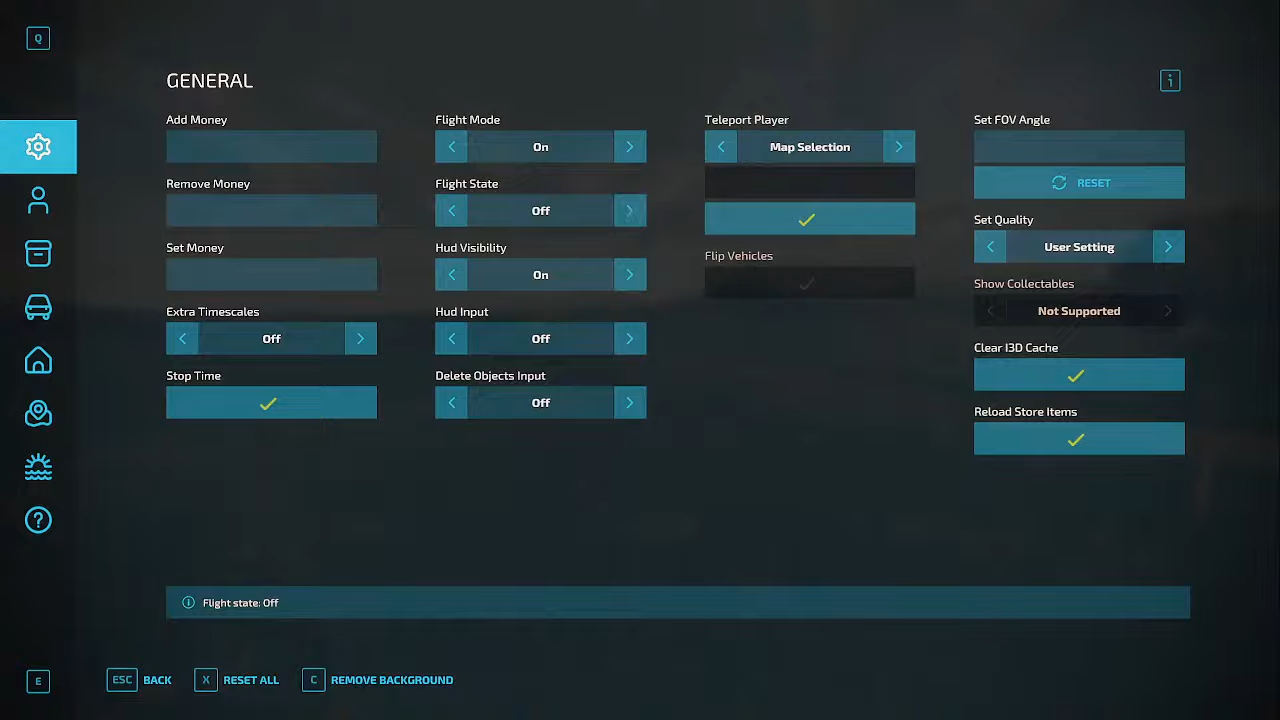 Q
GENERAL
i
Add Money
Remove Money
Set Money
Extra Timescales
Off
Stop Time
Flight Mode
On
Flight State
Off
Hud Visibility
On
Hud Input
Off
Delete Objects Input
Off
Teleport Player
Map Selection
Flip Vehicles
Set FOV Angle
RESET
Set Quality
User Setting
Show Collectables
Not Supported
Clear I3D Cache
Reload Store Items
Flight state: Off
E
ESC BACK X RESET ALL C REMOVE BACKGROUND